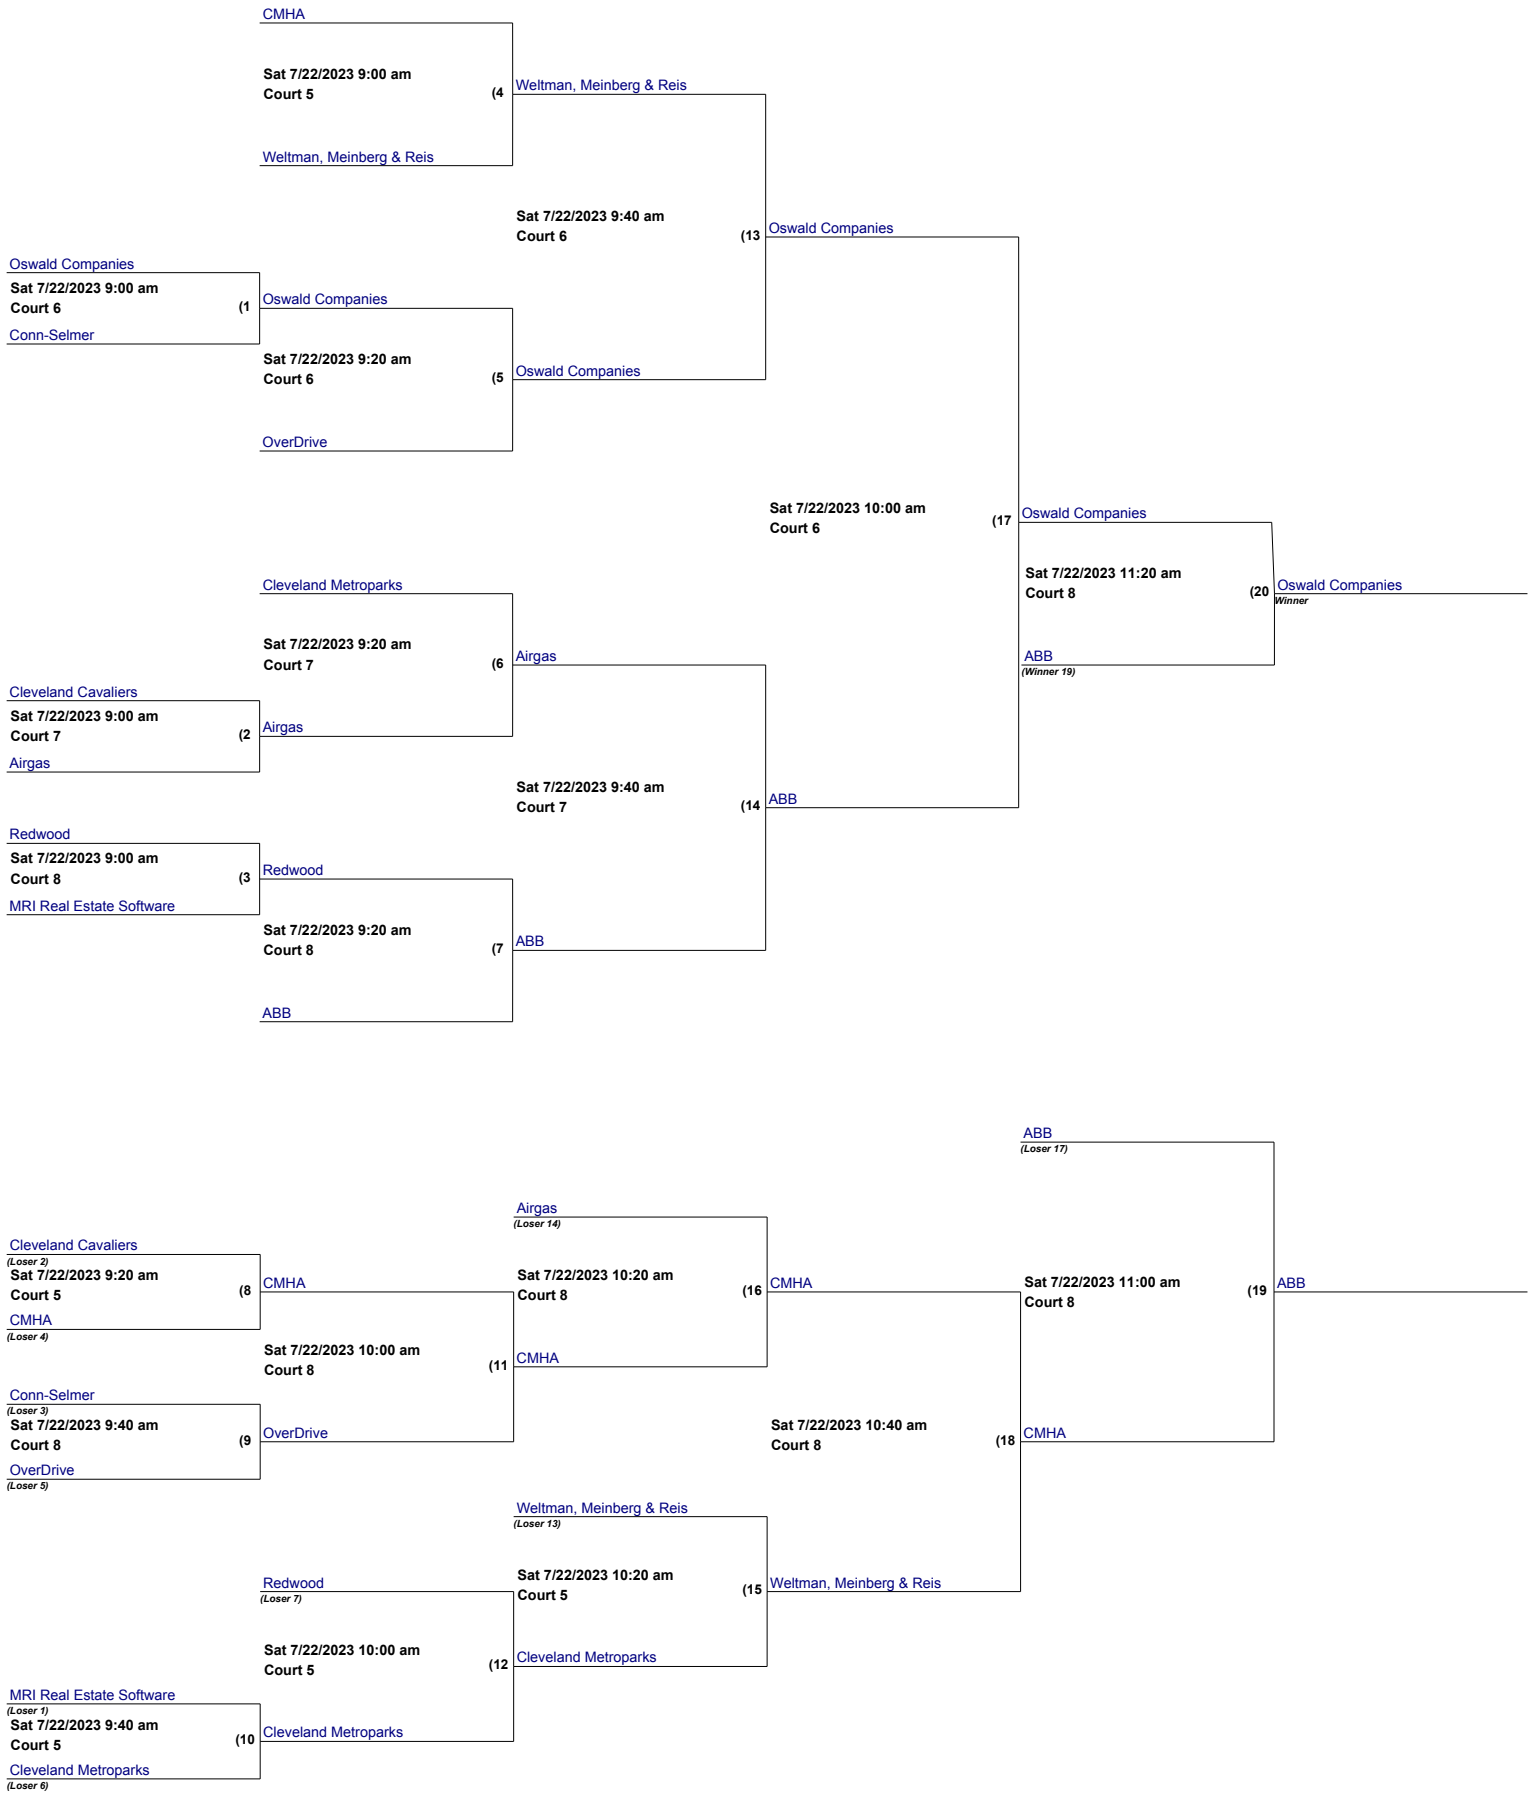 CMHA
Sat 7/22/2023 9:00 am
Court 5
(4
Weltman, Meinberg & Reis
Weltman, Meinberg & Reis
Sat 7/22/2023 9:40 am
Court 6
(13
Oswald Companies
Oswald Companies
Sat 7/22/2023 9:00 am
Court 6
(1
Conn-Selmer
Oswald Companies
Sat 7/22/2023 9:20 am
Court 6
(5
Oswald Companies
OverDrive
Sat 7/22/2023 10:00 am
Court 6
(17
Oswald Companies
Sat 7/22/2023 11:20 am
Court 8
(20
Oswald Companies
Winner
ABB
(Winner 19)
Cleveland Metroparks
Sat 7/22/2023 9:20 am
Court 7
(6
Airgas
Cleveland Cavaliers
Sat 7/22/2023 9:00 am
Court 7
(2
Airgas
Airgas
Sat 7/22/2023 9:40 am
Court 7
(14
ABB
Redwood
Sat 7/22/2023 9:00 am
Court 8
(3
Redwood
MRI Real Estate Software
Sat 7/22/2023 9:20 am
Court 8
(7
ABB
ABB
ABB
(Loser 17)
Airgas
(Loser 14)
Cleveland Cavaliers
(Loser 2)
Sat 7/22/2023 9:20 am
Court 5
(8
CMHA
CMHA
(Loser 4)
Sat 7/22/2023 10:20 am
Court 8
(16
CMHA
Sat 7/22/2023 11:00 am
Court 8
(19
ABB
Sat 7/22/2023 10:00 am
Court 8
(11
CMHA
Conn-Selmer
(Loser 3)
Sat 7/22/2023 9:40 am
Court 8
(9
OverDrive
OverDrive
(Loser 5)
Sat 7/22/2023 10:40 am
Court 8
(18
CMHA
Weltman, Meinberg & Reis
(Loser 13)
Sat 7/22/2023 10:20 am
Court 5
(15
Weltman, Meinberg & Reis
Redwood
(Loser 7)
Sat 7/22/2023 10:00 am
Court 5
(12
Cleveland Metroparks
MRI Real Estate Software
(Loser 1)
Sat 7/22/2023 9:40 am
Court 5
(10
Cleveland Metroparks
Cleveland Metroparks
(Loser 6)